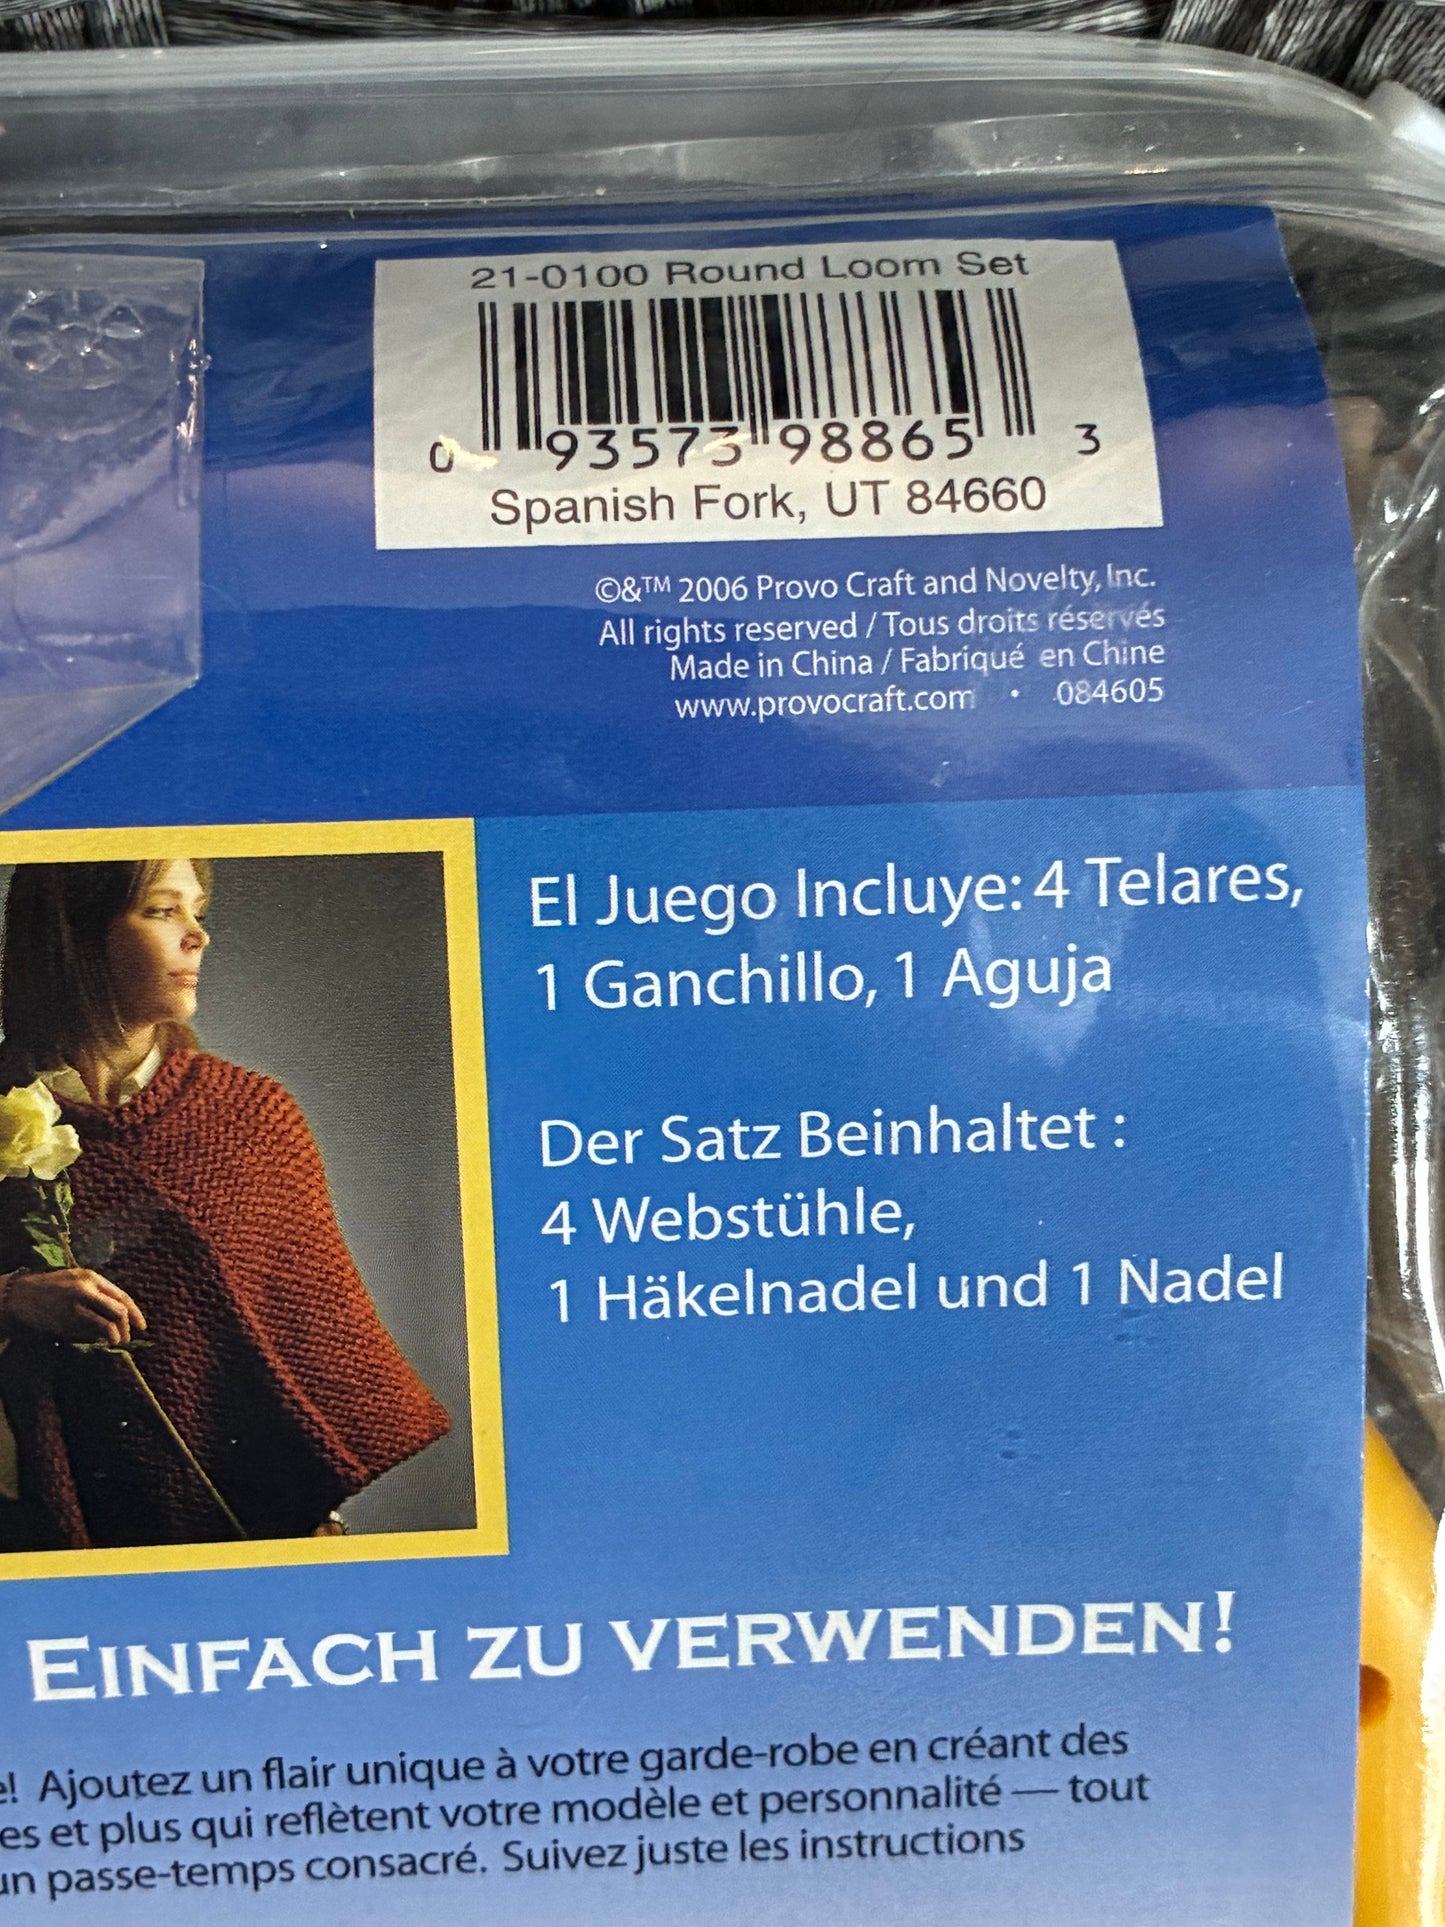 21-0100 Round Loom Set
0 93573 98865 3
Spanish Fork, UT 84660
©&™ 2006 Provo Craft and Novelty, Inc.
All rights reserved / Tous droits réservés
Made in China / Fabriqué en Chine
www.provocraft.com • 084605
El Juego Incluye: 4 Telares,
1 Ganchillo, 1 Aguja
Der Satz Beinhaltet :
4 Webstühle,
1 Häkelnadel und 1 Nadel
EINFACH ZU VERWENDEN!
Ajoutez un flair unique à votre garde-robe en créant des
et plus qui reflètent votre modèle et personnalité — tout
un passe-temps consacré. Suivez juste les instructions